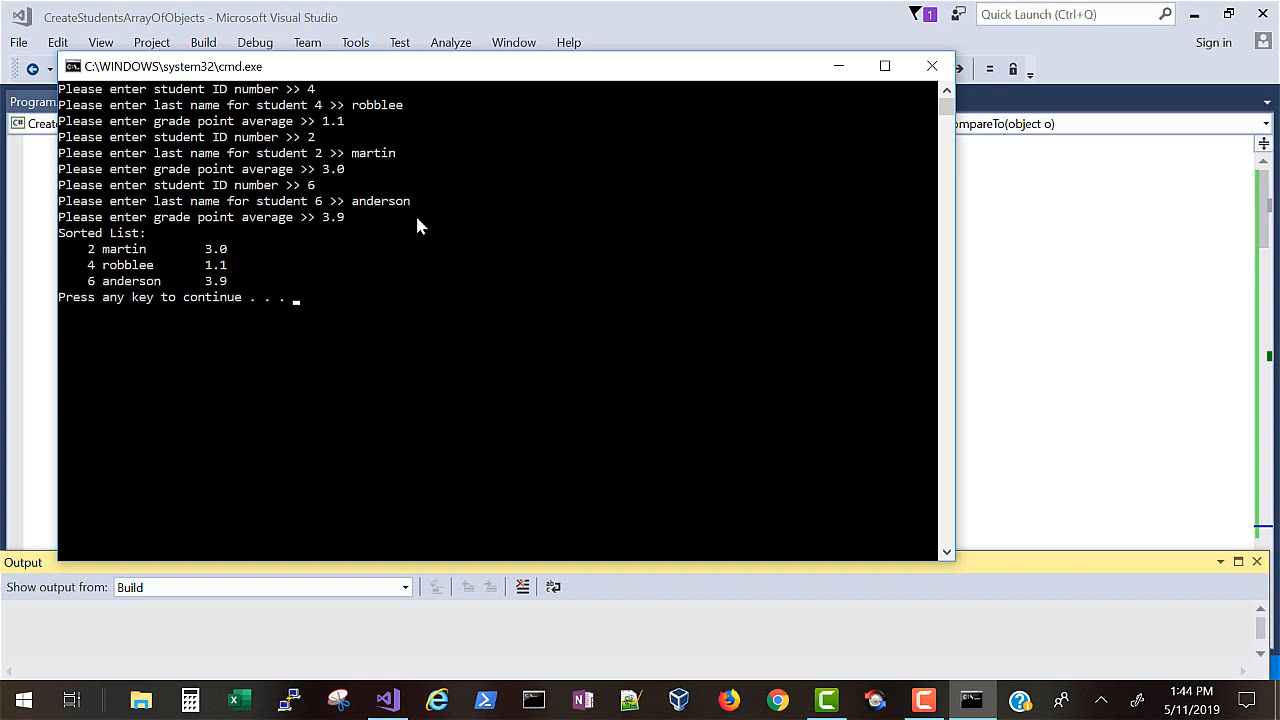 CreateStudentsArrayOfObjects - Microsoft Visual Studio
1
Quick Launch (Ctrl+Q)
File Edit View Project Build Debug Team Tools Test Analyze Window Help
Sign in
C:\WINDOWS\system32\cmd.exe
Program
Creat
ompareTo(object o)
Please enter student ID number >> 4
Please enter last name for student 4 >> robblee
Please enter grade point average >> 1.1
Please enter student ID number >> 2
Please enter last name for student 2 >> martin
Please enter grade point average >> 3.0
Please enter student ID number >> 6
Please enter last name for student 6 >> anderson
Please enter grade point average >> 3.9
Sorted List:
2 martin 3.0
4 robblee 1.1
6 anderson 3.9
Press any key to continue . . .
Output
Show output from: Build
1:44 PM
5/11/2019